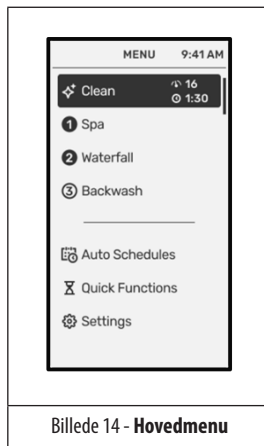 MENU 9:41 AM
Clean 16
1:30
1 Spa
2 Waterfall
3 Backwash
Auto Schedules
Quick Functions
Settings
Billede 14 - Hovedmenu